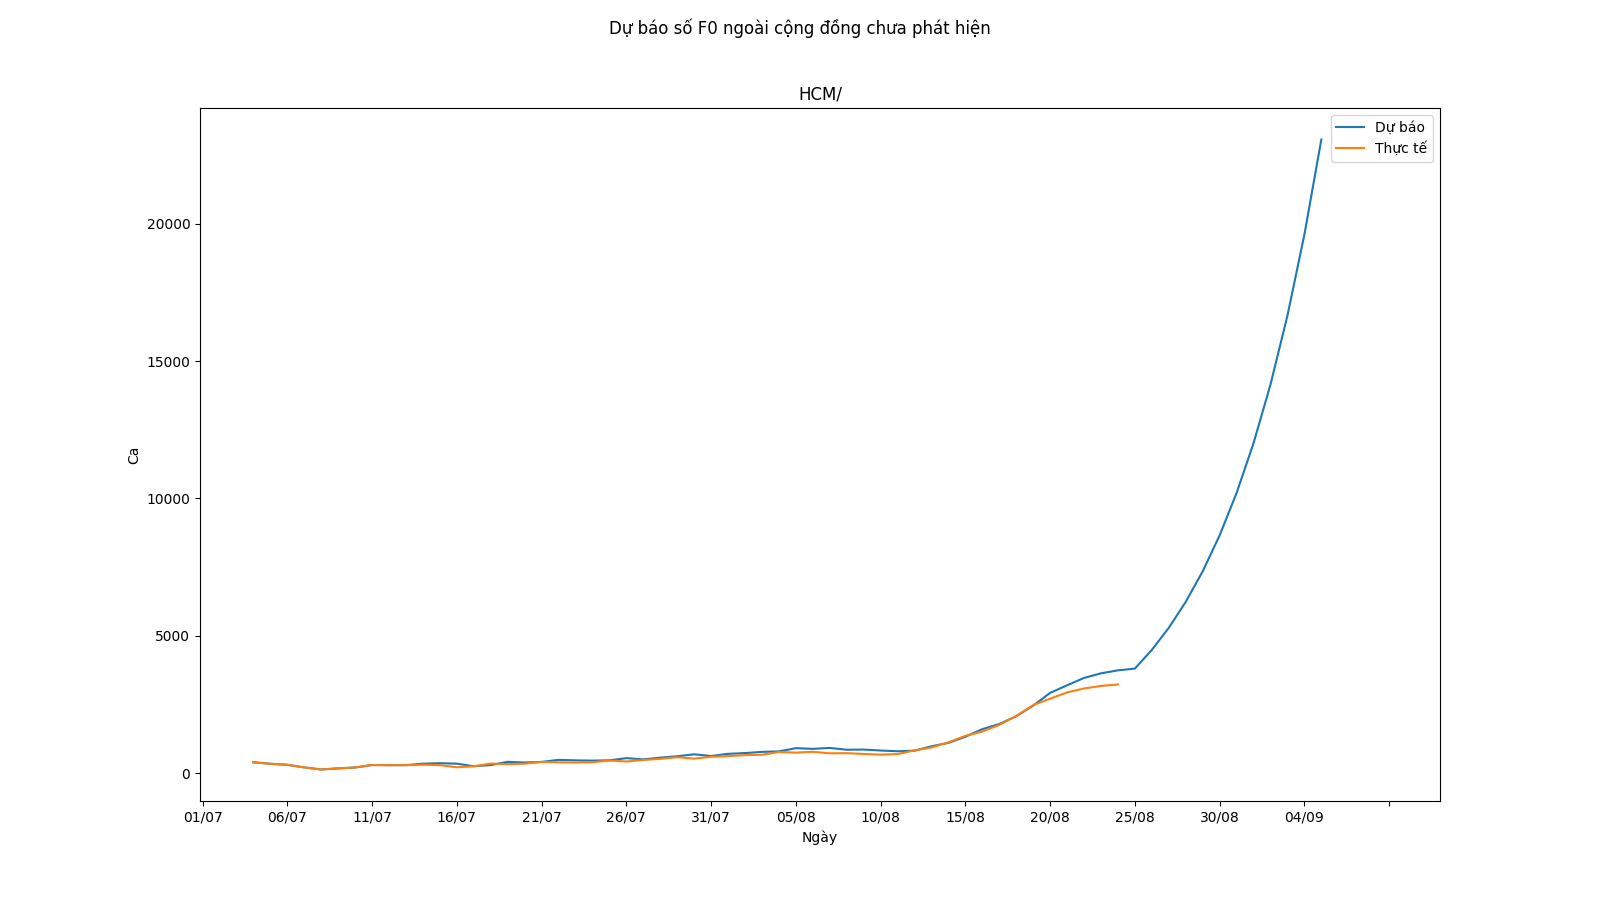 Dự báo số F0 ngoài cộng đồng chưa phát hiện
HCM/
Dự báo
Thực tế
20000
15000
10000
5000
0
Ca
01/07 06/07 11/07 16/07 21/07 26/07 31/07 05/08 10/08 15/08 20/08 25/08 30/08 04/09
Ngày